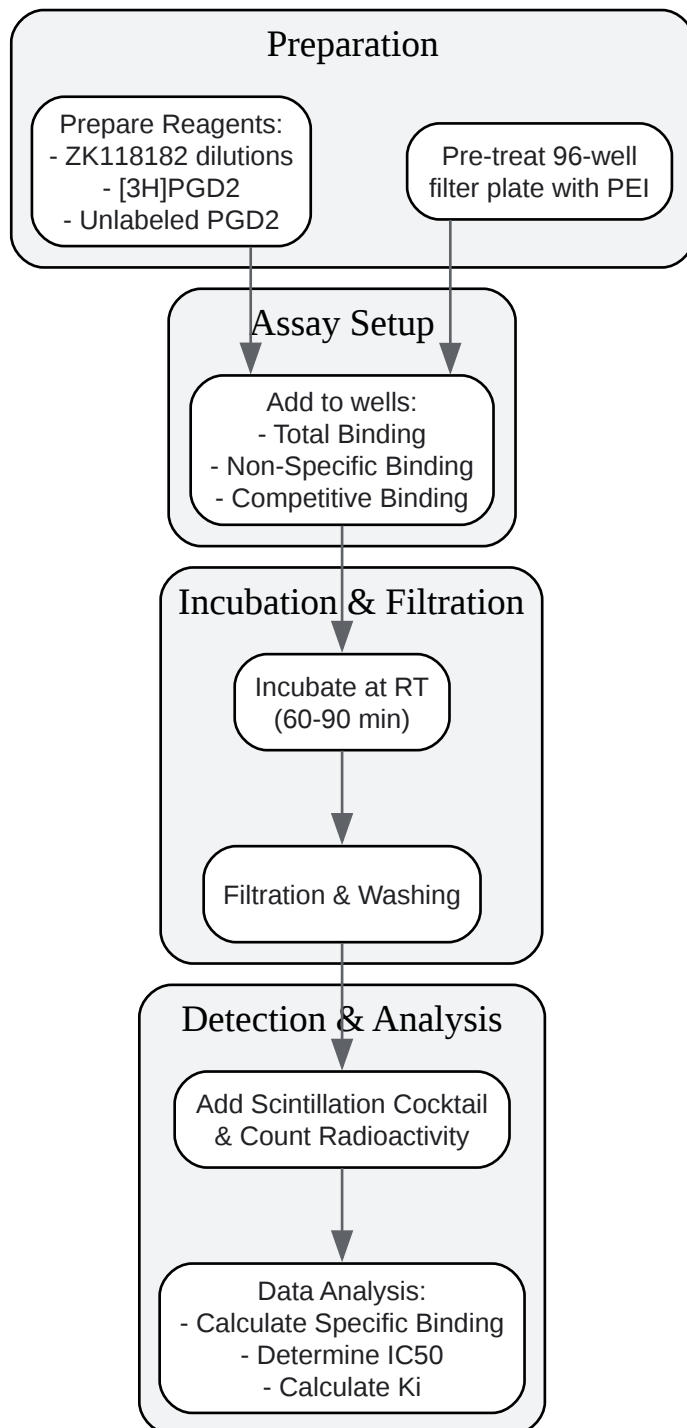 Preparation
Prepare Reagents:
- ZK118182 dilutions
- [3H]PGD2
- Unlabeled PGD2
Pre-treat 96-well
filter plate with PEI
Assay Setup
Add to wells:
- Total Binding
- Non-Specific Binding
- Competitive Binding
Incubation & Filtration
Incubate at RT
(60-90 min)
Filtration & Washing
Detection & Analysis
Add Scintillation Cocktail
& Count Radioactivity
Data Analysis:
- Calculate Specific Binding
- Determine IC50
- Calculate Ki